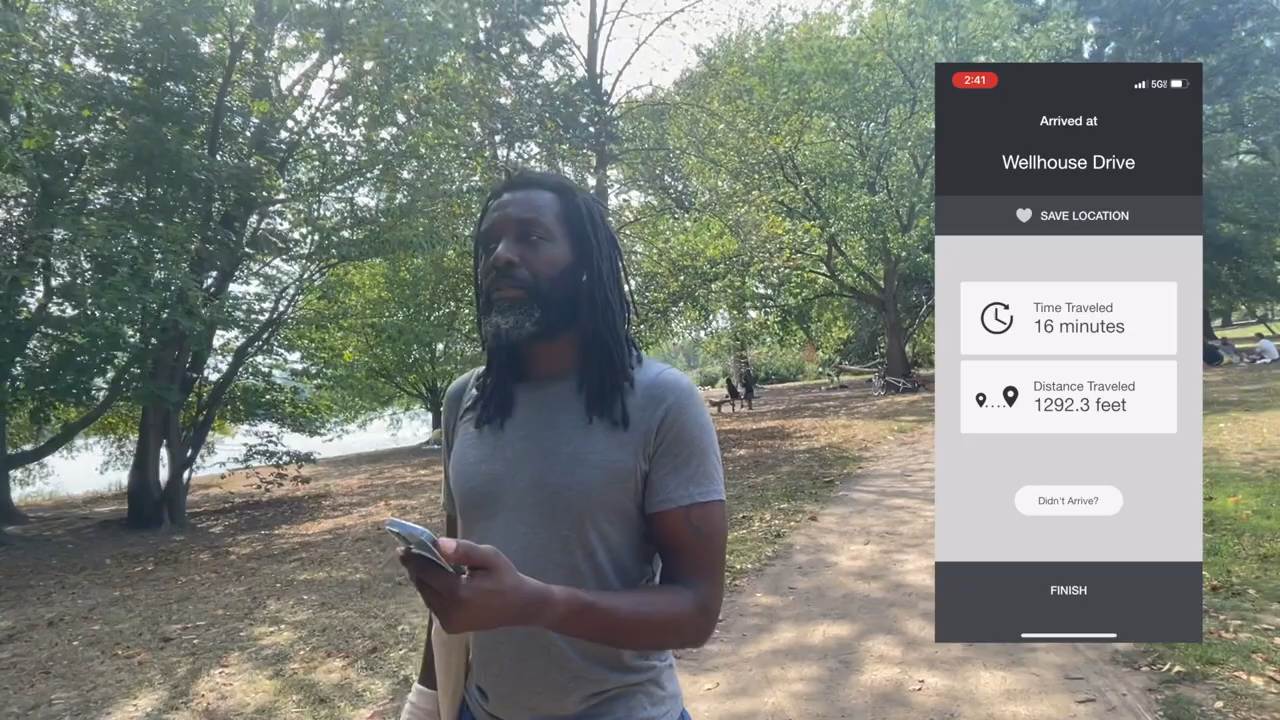 2:41
5G
Arrived at
Wellhouse Drive
SAVE LOCATION
Time Traveled
16 minutes
Distance Traveled
1292.3 feet
Didn't Arrive?
FINISH